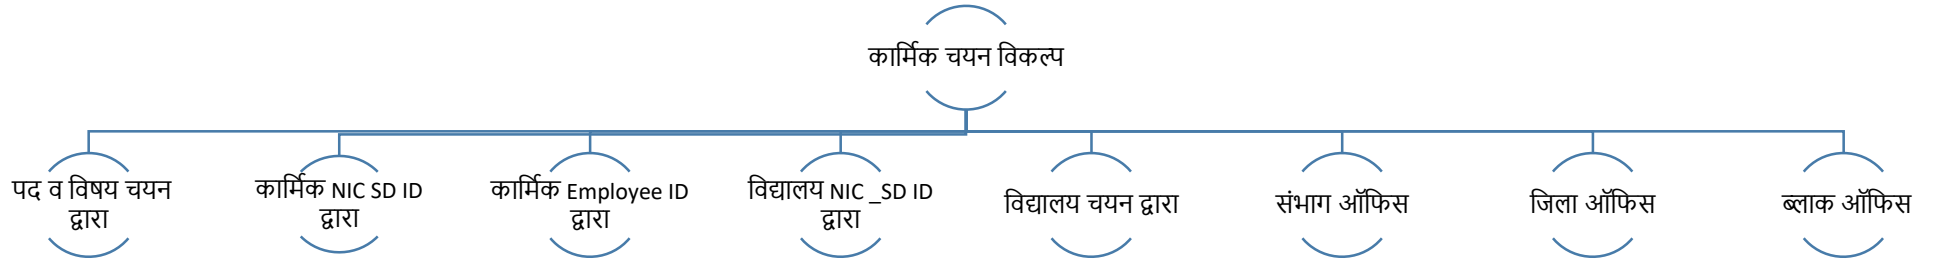 कार्मिक चयन विकल्प
पद व विषय चयन
द्वारा
कार्मिक NIC SD ID
द्वारा
कार्मिक Employee ID
द्वारा
विद्यालय NIC _SD ID
द्वारा
विद्यालय चयन द्वारा
संभाग ऑफिस
जिला ऑफिस
ब्लाक ऑफिस